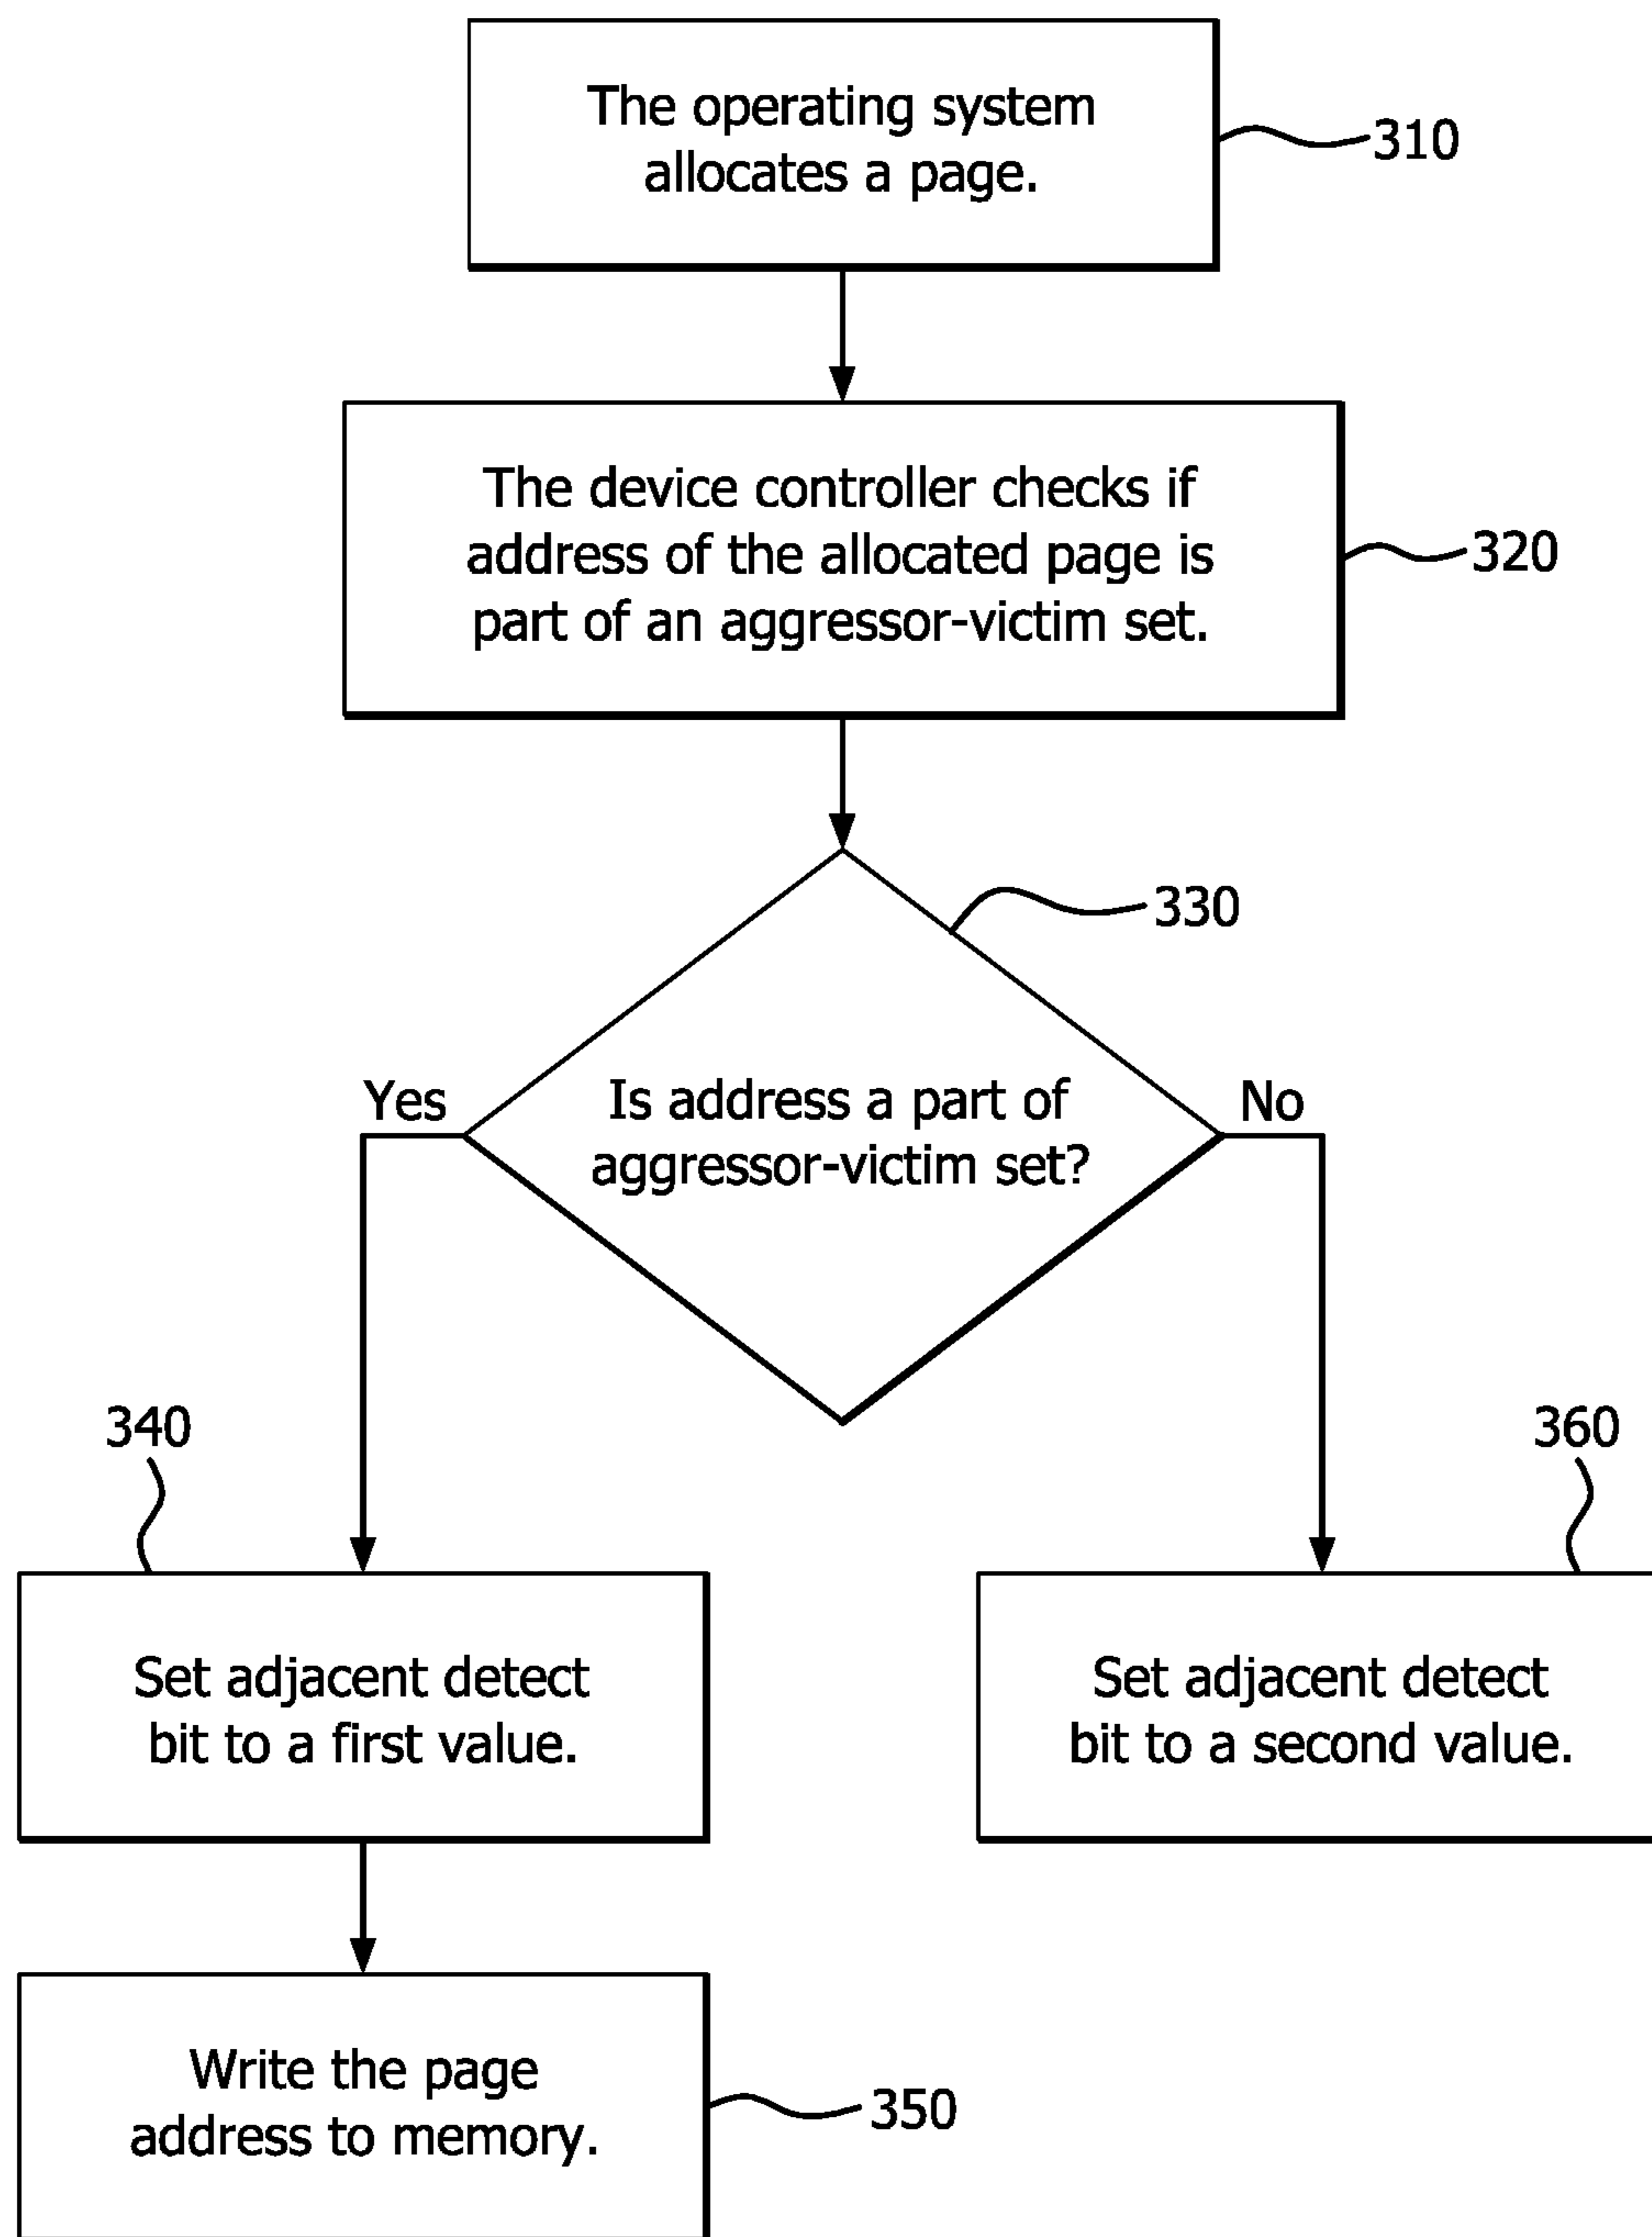 The operating system
allocates a page.
310
The device controller checks if
address of the allocated page is
part of an aggressor-victim set.
320
330
Is address a part of
aggressor-victim set?
Yes
No
340
360
Set adjacent detect
bit to a first value.
Set adjacent detect
bit to a second value.
Write the page
address to memory.
350